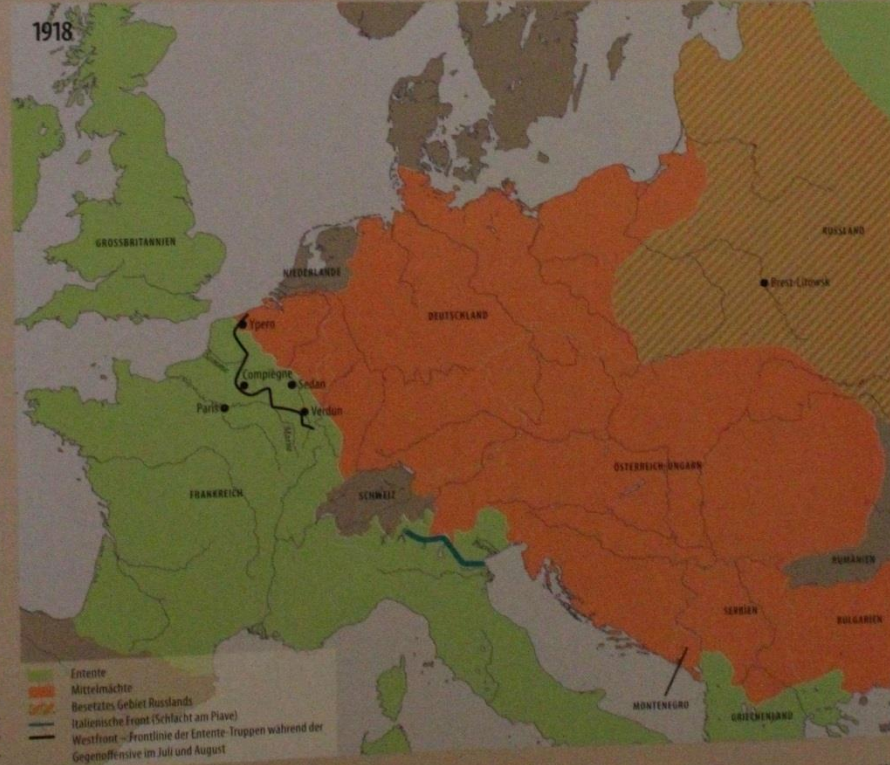 1918
GROSSBRITANNIEN
NIEDERLANDE
DEUTSCHLAND
RUSSLAND
Brest-Litowsk
Ypern
Compiègne
Sedan
Paris
Verdun
Marne
FRANKREICH
SCHWEIZ
ÖSTERREICH-UNGARN
RUMÄNIEN
SERBIEN
BULGARIEN
MONTENEGRO
GRIECHENLAND
Entente
Mittelmächte
Besetztes Gebiet Russlands
Italienische Front (Schlacht am Piave)
Westfront – Frontlinie der Entente-Truppen während der
Gegenoffensive im Juli und August